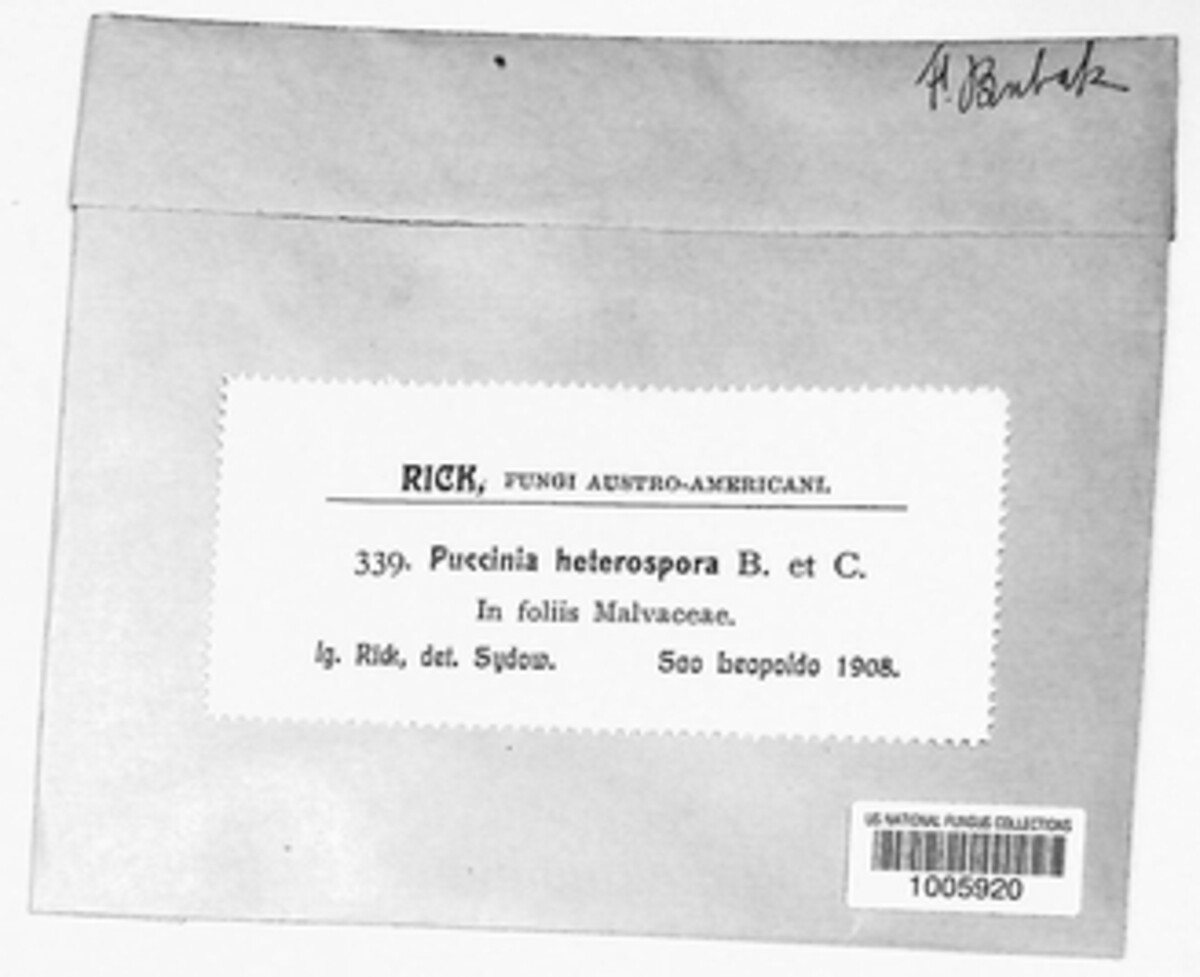 F. Bubak
RICK, FUNGI AUSTRO-AMERICANI.
339. Puccinia heterospora B. et C.
In foliis Malvaceae.
lg. Rick, det. Sydow. Sao Leopoldo 1908.
US NATIONAL FUNGUS COLLECTIONS
1005920